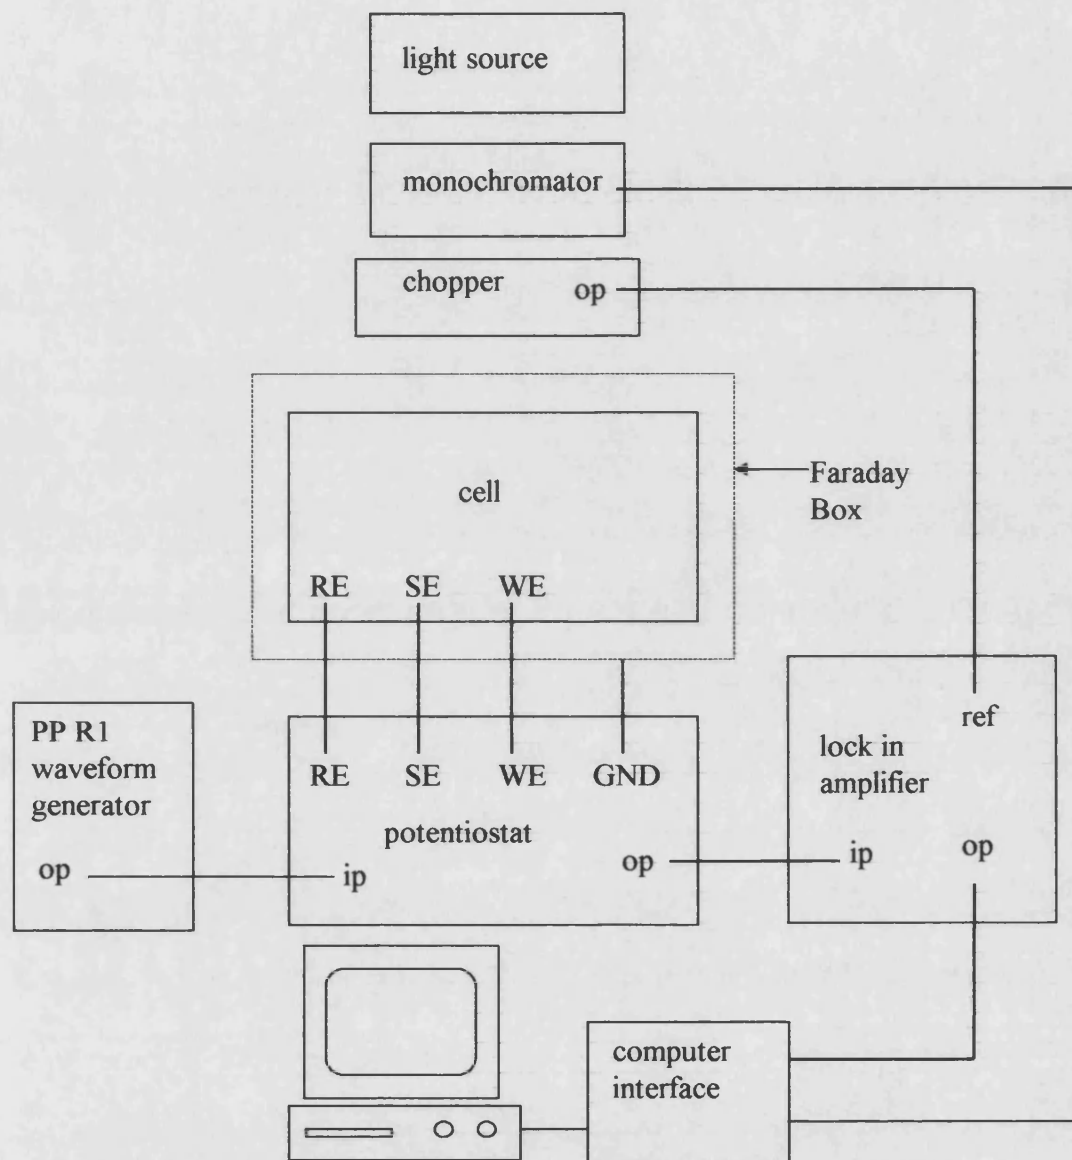 light source
monochromator
chopper
op
cell
Faraday
Box
RE SE WE
PP R1
waveform
generator
op
RE SE WE GND
potentiostat
ip
op
ref
lock in
amplifier
ip
op
computer
interface